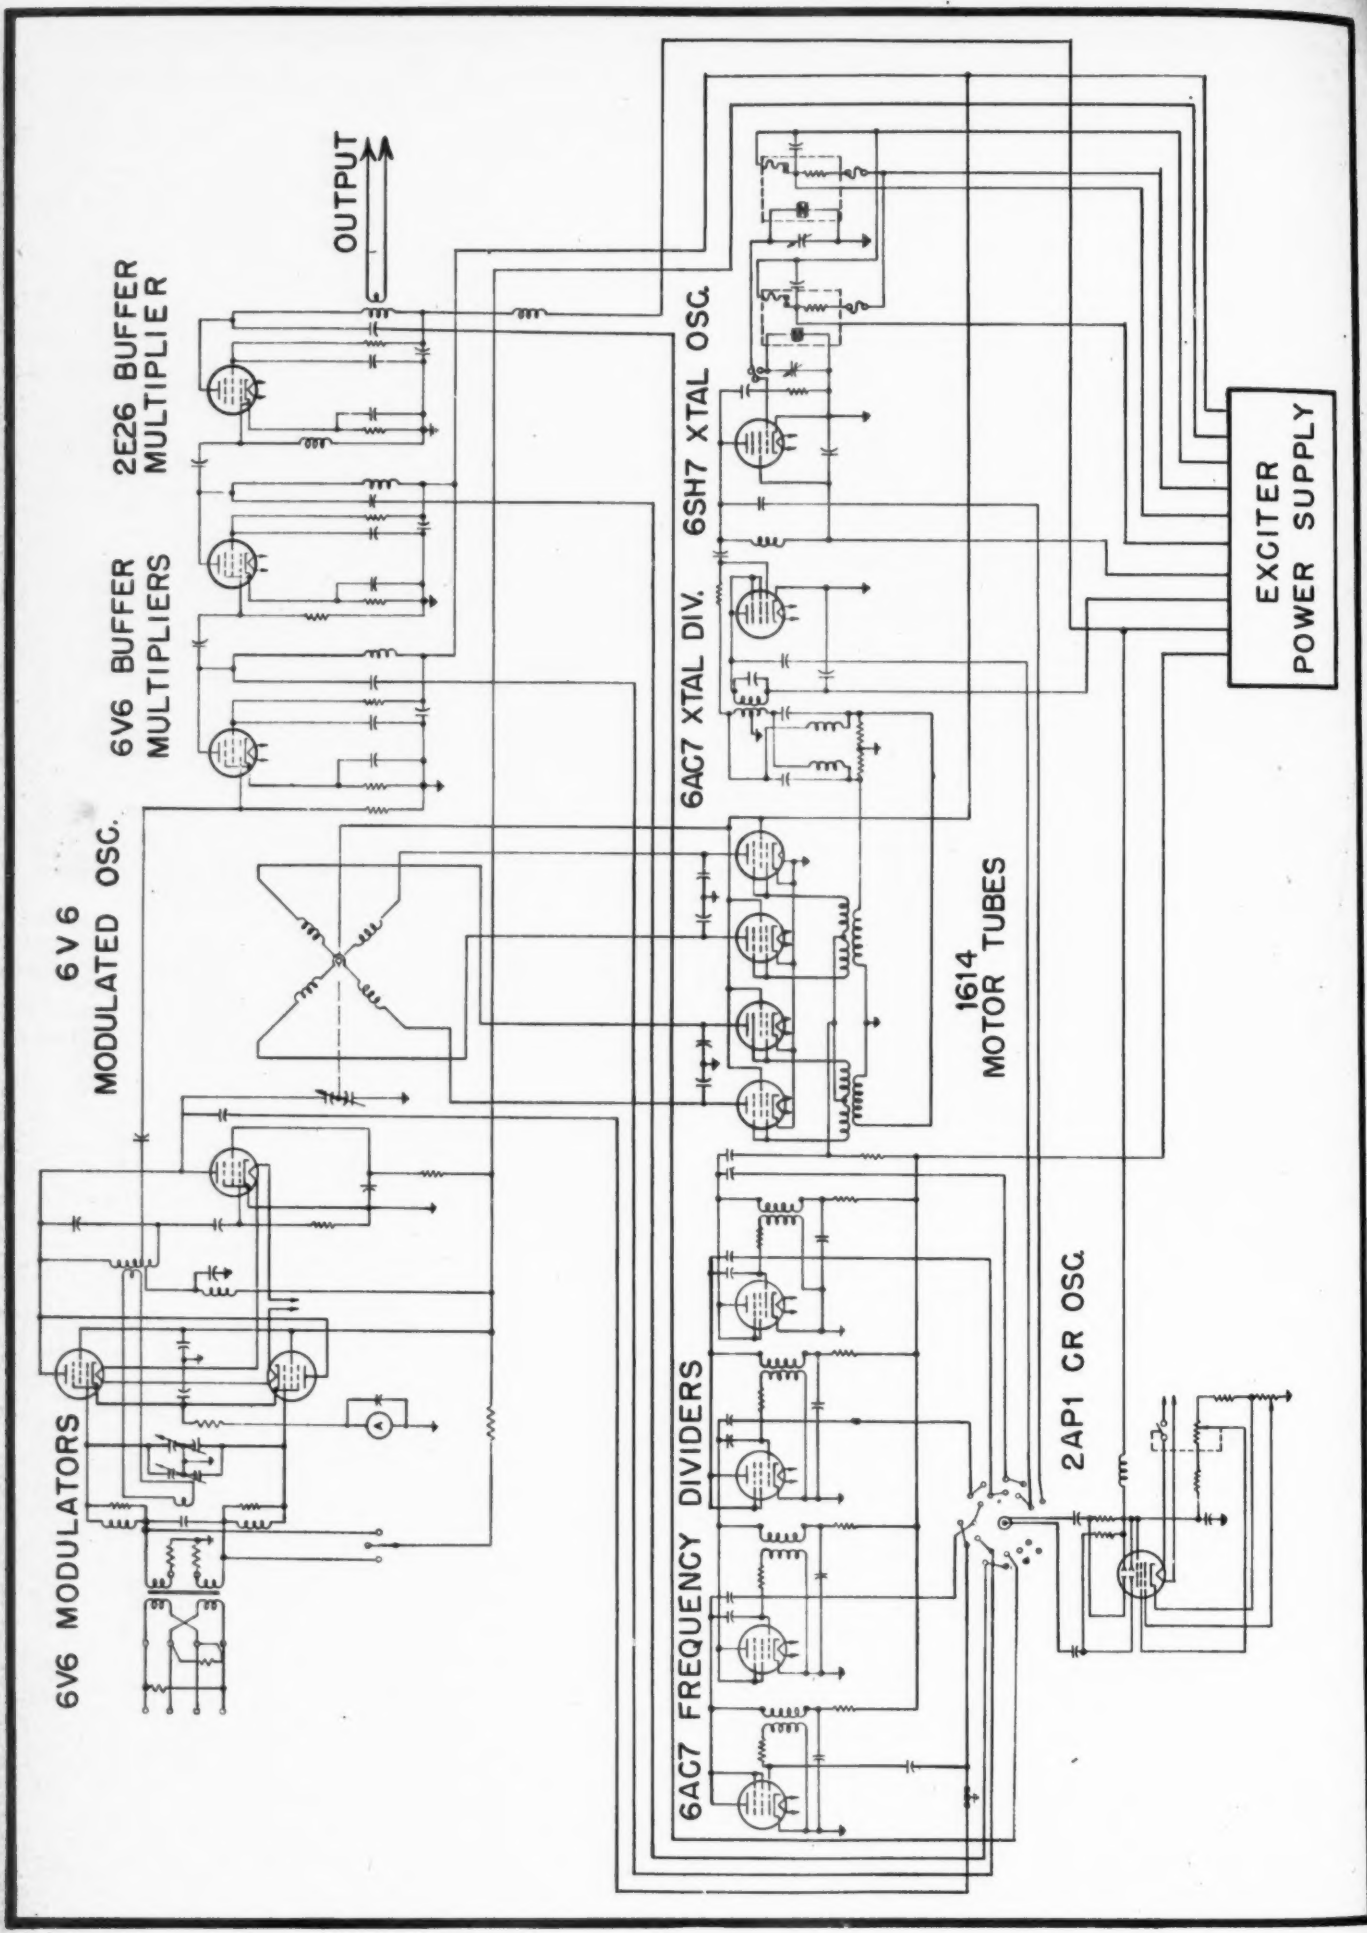 6V6 MODULATORS
6V6
MODULATED OSC.
6V6 BUFFER
MULTIPLIERS
2E26 BUFFER
MULTIPLIER
OUTPUT
A
6AC7 FREQUENCY DIVIDERS
1614
MOTOR TUBES
6AC7 XTAL DIV.
6SH7 XTAL OSC.
2AP1 CR OSC.
EXCITER
POWER SUPPLY